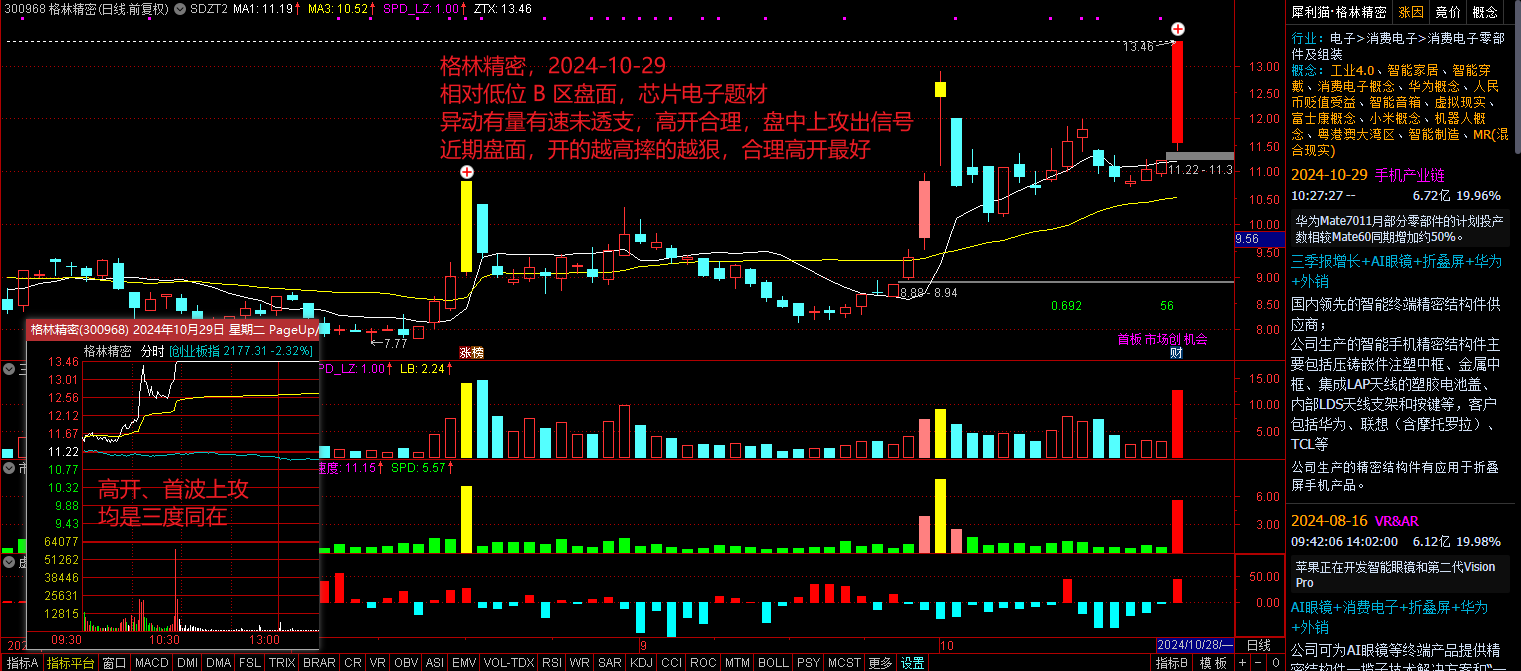 300968 格林精密(日线.前复权) SDZT2 MA1: 11.19↑ MA3: 10.52↑ SPD_LZ: 1.00↑ ZTX: 13.46
13.46
格林精密，2024-10-29
相对低位 B 区盘面，芯片电子题材
异动有量有速未透支，高开合理，盘中上攻出信号
近期盘面，开的越高摔的越狠，合理高开最好
13.00
12.50
12.00
11.50
11.00
10.50
10.00
9.56
9.50
9.00
8.50
8.00
11.22 - 11.3
8.88 - 8.94
0.692
56
←7.77
涨榜
首板 市场创 机会
财
格林精密(300968) 2024年10月29日 星期二 PageUp/
格林精密 分时 [创业板指 2177.31 -2.32%]
13.46
13.01
12.56
12.12
11.67
11.22
10.77
10.32
9.88
9.43
64077
51262
38446
25631
12815
09:30 10:30 13:00
高开、首波上攻
均是三度同在
PD_LZ: 1.00↑ LB: 2.24↑
15.00
10.00
5.00
速度: 11.15↑ SPD: 5.57↑
6.00
3.00
50.00
0.00
202
9
10
2024/10/28/—
日线
指标A 指标平台 窗口 MACD DMI DMA FSL TRIX BRAR CR VR OBV ASI EMV VOL-TDX RSI WR SAR KDJ CCI ROC MTM BOLL PSY MCST 更多 设置 指标B 模 板 + − 0
犀利猫·格林精密 涨因 竞价 概念
行业：电子>消费电子>消费电子零部
件及组装
概念：工业4.0、智能家居、智能穿
戴、消费电子概念、华为概念、人民
币贬值受益、智能音箱、虚拟现实、
富士康概念、小米概念、机器人概
念、粤港澳大湾区、智能制造、MR(混
合现实)
2024-10-29 手机产业链
10:27:27 -- 6.72亿 19.96%
华为Mate7011月部分零部件的计划投产
数相较Mate60同期增加约50%。
三季报增长+AI眼镜+折叠屏+华为
+外销
国内领先的智能终端精密结构件供
应商；
公司生产的智能手机精密结构件主
要包括压铸嵌件注塑中框、金属中
框、集成LAP天线的塑胶电池盖、
内部LDS天线支架和按键等，客户
包括华为、联想（含摩托罗拉）、
TCL等
公司生产的精密结构件有应用于折叠
屏手机产品。
2024-08-16 VR&AR
09:42:06 14:02:00 6.12亿 19.98%
苹果正在开发智能眼镜和第二代Vision
Pro
AI眼镜+消费电子+折叠屏+华为
+外销
公司可为AI眼镜等终端产品提供精
密结构件一揽子技术解决方案和“一